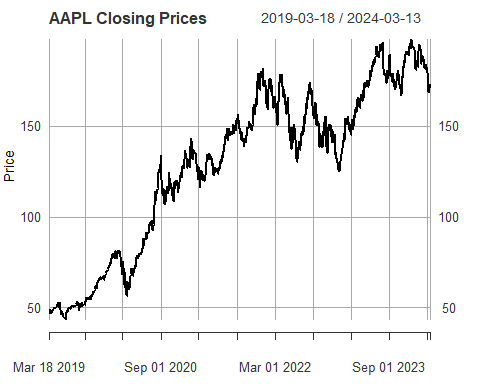 AAPL Closing Prices 2019-03-18 / 2024-03-13
Price
150 150
100 100
50 50
Mar 18 2019 Sep 01 2020 Mar 01 2022 Sep 01 2023